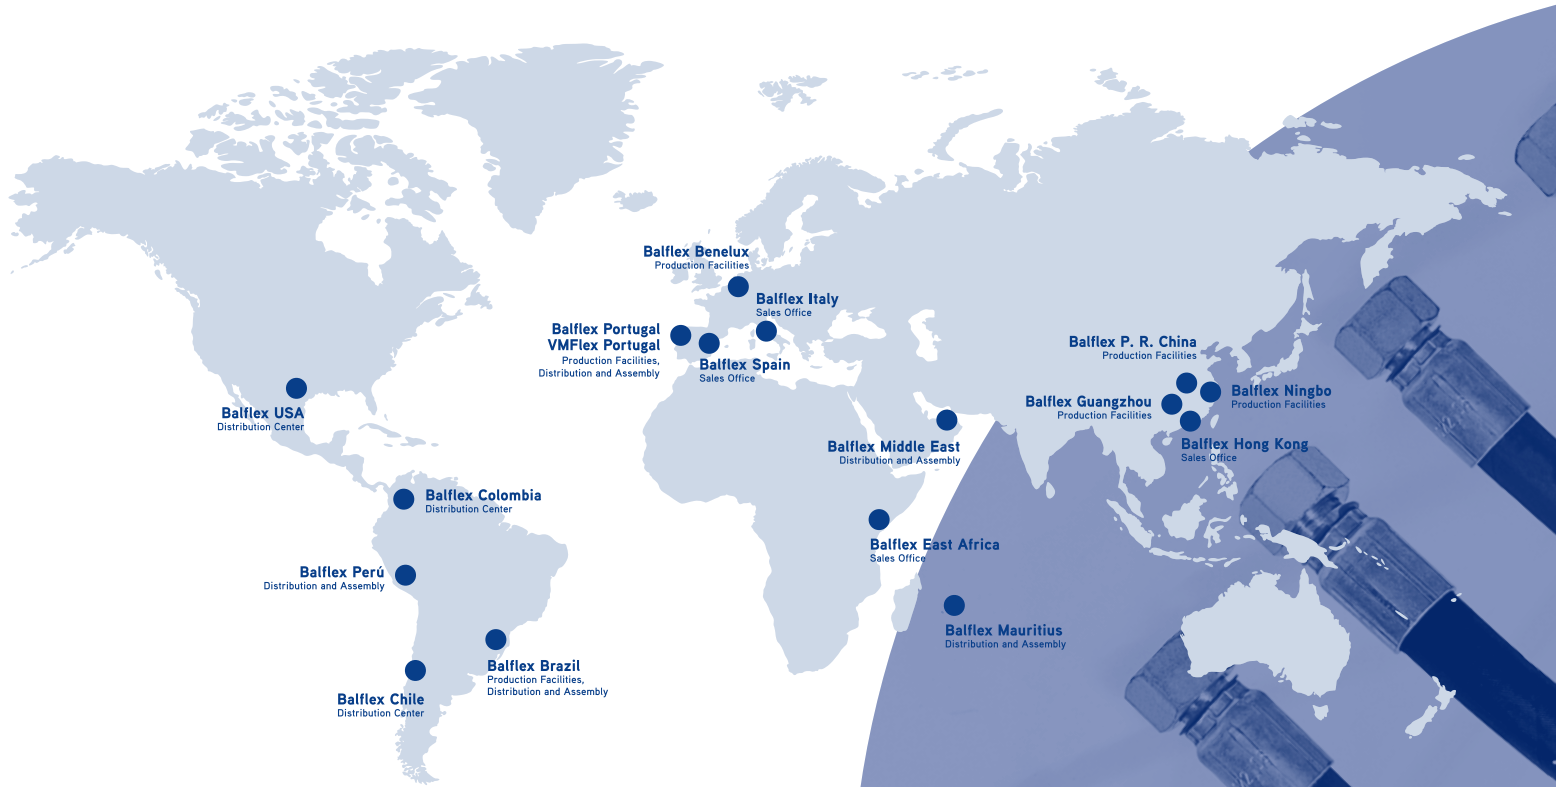 Balflex Benelux
Production Facilities
Balflex Italy
Sales Office
Balflex Portugal
VMFlex Portugal
Production Facilities,
Distribution and Assembly
Balflex Spain
Sales Office
Balflex P. R. China
Production Facilities
Balflex Ningbo
Production Facilities
Balflex Guangzhou
Production Facilities
Balflex Hong Kong
Sales Office
Balflex USA
Distribution Center
Balflex Middle East
Distribution and Assembly
Balflex Colombia
Distribution Center
Balflex East Africa
Sales Office
Balflex Perú
Distribution and Assembly
Balflex Mauritius
Distribution and Assembly
Balflex Brazil
Production Facilities,
Distribution and Assembly
Balflex Chile
Distribution Center